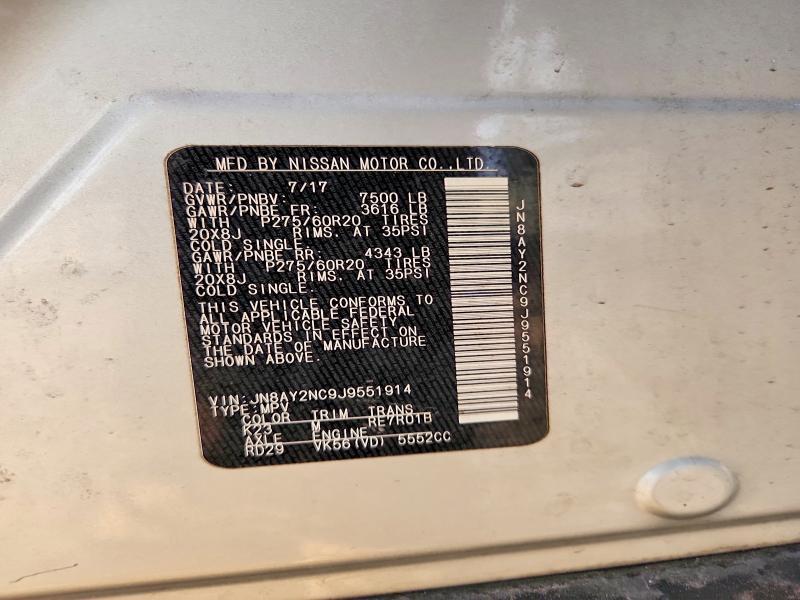 MFD BY NISSAN MOTOR CO.,LTD.
DATE: 7/17
GVWR/PNBV: 7500 LB
GAWR/PNBE FR: 3616 LB
WITH P275/60R20 TIRES
20X8J RIMS. AT 35PSI
COLD SINGLE.
GAWR/PNBE RR: 4343 LB
WITH P275/60R20 TIRES
20X8J RIMS. AT 35PSI
COLD SINGLE.
THIS VEHICLE CONFORMS TO
ALL APPLICABLE FEDERAL
MOTOR VEHICLE SAFETY
STANDARDS IN EFFECT ON
THE DATE OF MANUFACTURE
SHOWN ABOVE.
VIN:JN8AY2NC9J9551914
TYPE:MPV
COLOR TRIM TRANS
K23 M RE7R01B
AXLE ENGINE
RD29 VK56(VD) 5552CC
JN8AY2NC9J9551914